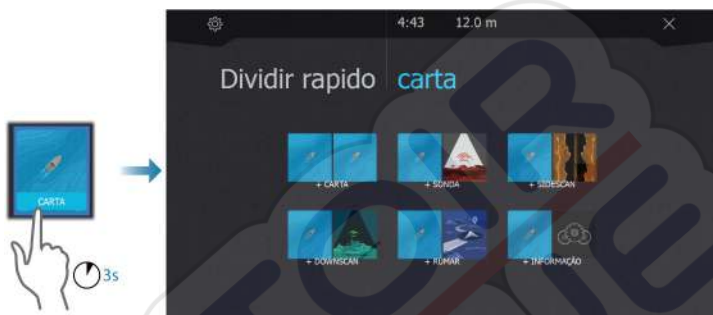 4:43 12.0 m
Dividir rapido carta
CARTA
3s
+ CARTA + SONDA + SIDESCAN
+ DOWNSCAN + RUMAR + INFORMAÇÃO